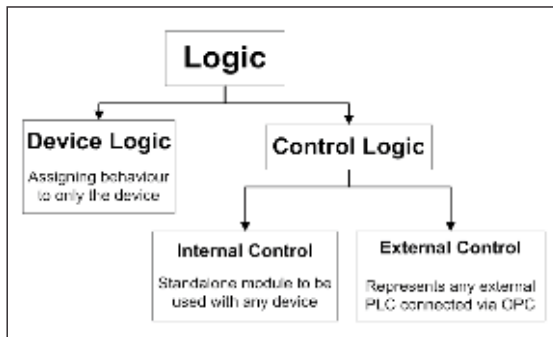 Logic
Device Logic
Assigning behaviour
to only the device
Control Logic
Internal Control
Standalone module to be
used with any device
External Control
Represents any external
PLC connected via OPC